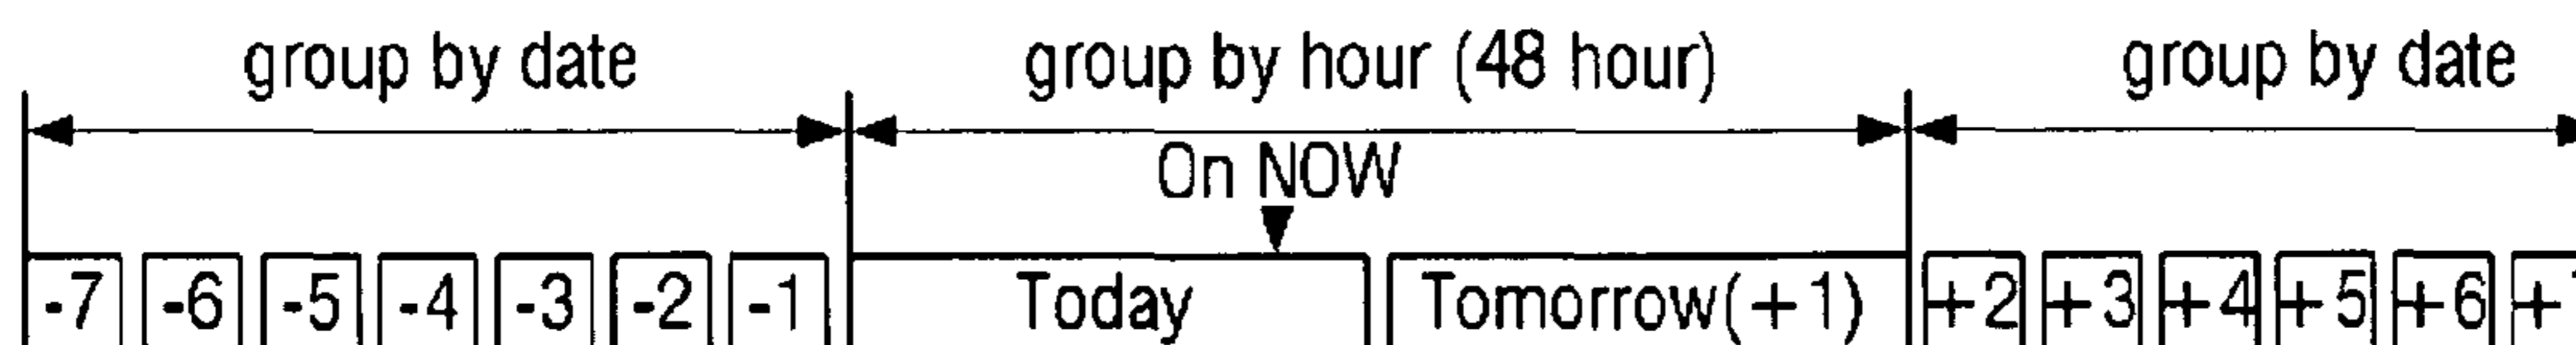 group by date group by hour (48 hour) group by date
On NOW
-7 -6 -5 -4 -3 -2 -1 Today Tomorrow(+1) +2 +3 +4 +5 +6 +